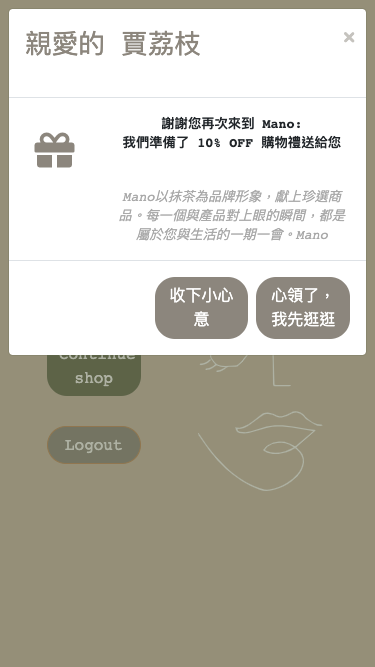 親愛的 賈荔枝
×
謝謝您再次來到 Mano:
我們準備了 10% OFF 購物禮送給您
Mano以抹茶為品牌形象，獻上珍選商
品。每一個與產品對上眼的瞬間，都是
屬於您與生活的一期一會。Mano
收下小心
意
心領了，
我先逛逛
Continue
shop
Logout